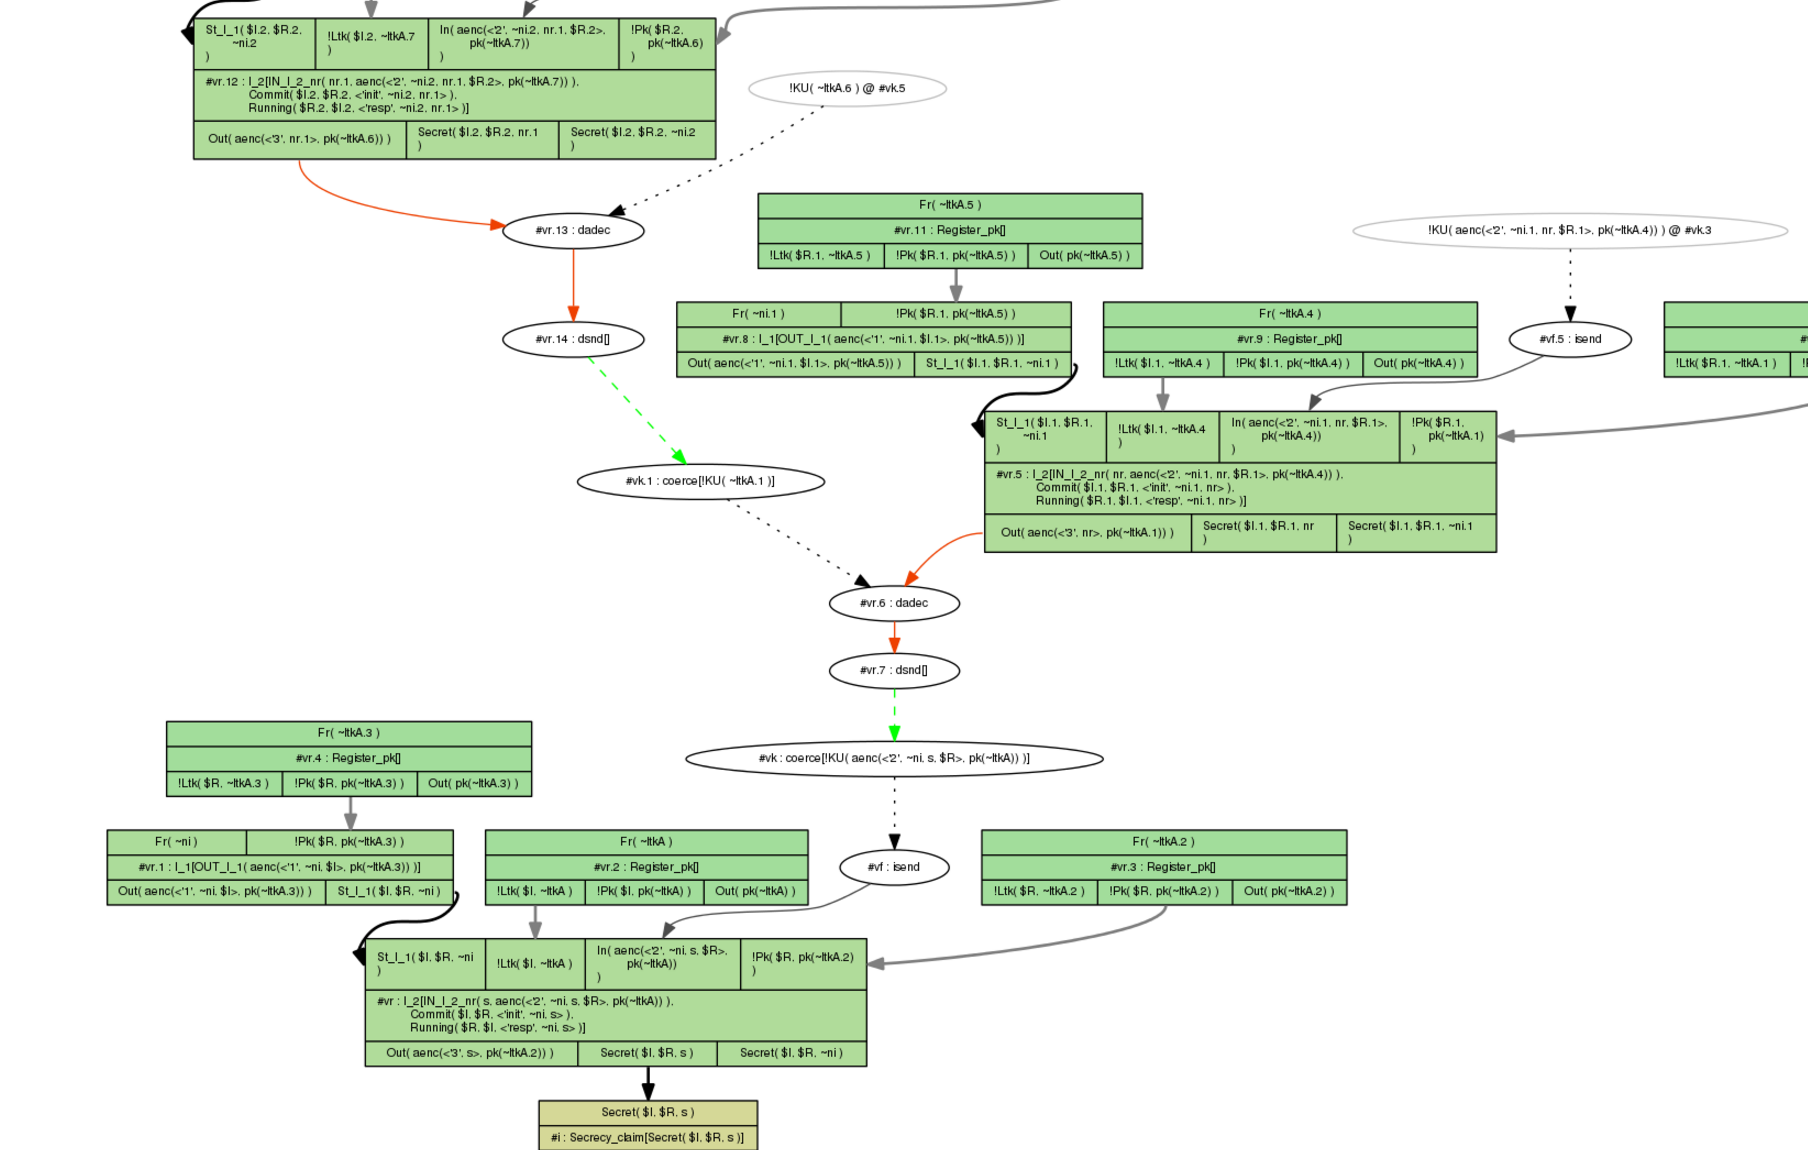 St_I_1( $I.2, $R.2,
~ni.2
)
!Ltk( $I.2, ~ltkA.7
)
In( aenc(<'2', ~ni.2, nr.1, $R.2>,
pk(~ltkA.7))
)
!Pk( $R.2,
pk(~ltkA.6)
)
#vr.12 : I_2[IN_I_2_nr( nr.1, aenc(<'2', ~ni.2, nr.1, $R.2>, pk(~ltkA.7)) ),
Commit( $I.2, $R.2, <'init', ~ni.2, nr.1> ),
Running( $R.2, $I.2, <'resp', ~ni.2, nr.1> )]
Out( aenc(<'3', nr.1>, pk(~ltkA.6)) )
Secret( $I.2, $R.2, nr.1
)
Secret( $I.2, $R.2, ~ni.2
)
!KU( ~ltkA.6 ) @ #vk.5
#vr.13 : dadec
Fr( ~ltkA.5 )
#vr.11 : Register_pk[]
!Ltk( $R.1, ~ltkA.5 )
!Pk( $R.1, pk(~ltkA.5) )
Out( pk(~ltkA.5) )
!KU( aenc(<'2', ~ni.1, nr, $R.1>, pk(~ltkA.4)) ) @ #vk.3
#vr.14 : dsnd[]
Fr( ~ni.1 )
!Pk( $R.1, pk(~ltkA.5) )
#vr.8 : I_1[OUT_I_1( aenc(<'1', ~ni.1, $I.1>, pk(~ltkA.5)) )]
Out( aenc(<'1', ~ni.1, $I.1>, pk(~ltkA.5)) )
St_I_1( $I.1, $R.1, ~ni.1 )
Fr( ~ltkA.4 )
#vr.9 : Register_pk[]
!Ltk( $I.1, ~ltkA.4 )
!Pk( $I.1, pk(~ltkA.4) )
Out( pk(~ltkA.4) )
#vf.5 : isend
!Ltk( $R.1, ~ltkA.1 )
St_I_1( $I.1, $R.1,
~ni.1
)
!Ltk( $I.1, ~ltkA.4
)
In( aenc(<'2', ~ni.1, nr, $R.1>,
pk(~ltkA.4))
)
!Pk( $R.1,
pk(~ltkA.1)
)
#vr.5 : I_2[IN_I_2_nr( nr, aenc(<'2', ~ni.1, nr, $R.1>, pk(~ltkA.4)) ),
Commit( $I.1, $R.1, <'init', ~ni.1, nr> ),
Running( $R.1, $I.1, <'resp', ~ni.1, nr> )]
Out( aenc(<'3', nr>, pk(~ltkA.1)) )
Secret( $I.1, $R.1, nr
)
Secret( $I.1, $R.1, ~ni.1
)
#vk.1 : coerce[!KU( ~ltkA.1 )]
#vr.6 : dadec
#vr.7 : dsnd[]
#vk : coerce[!KU( aenc(<'2', ~ni, s, $R>, pk(~ltkA)) )]
Fr( ~ltkA.3 )
#vr.4 : Register_pk[]
!Ltk( $R, ~ltkA.3 )
!Pk( $R, pk(~ltkA.3) )
Out( pk(~ltkA.3) )
Fr( ~ni )
!Pk( $R, pk(~ltkA.3) )
#vr.1 : I_1[OUT_I_1( aenc(<'1', ~ni, $I>, pk(~ltkA.3)) )]
Out( aenc(<'1', ~ni, $I>, pk(~ltkA.3)) )
St_I_1( $I, $R, ~ni )
Fr( ~ltkA )
#vr.2 : Register_pk[]
!Ltk( $I, ~ltkA )
!Pk( $I, pk(~ltkA) )
Out( pk(~ltkA) )
#vf : isend
Fr( ~ltkA.2 )
#vr.3 : Register_pk[]
!Ltk( $R, ~ltkA.2 )
!Pk( $R, pk(~ltkA.2) )
Out( pk(~ltkA.2) )
St_I_1( $I, $R, ~ni
)
!Ltk( $I, ~ltkA )
In( aenc(<'2', ~ni, s, $R>,
pk(~ltkA))
)
!Pk( $R, pk(~ltkA.2)
)
#vr : I_2[IN_I_2_nr( s, aenc(<'2', ~ni, s, $R>, pk(~ltkA)) ),
Commit( $I, $R, <'init', ~ni, s> ),
Running( $R, $I, <'resp', ~ni, s> )]
Out( aenc(<'3', s>, pk(~ltkA.2)) )
Secret( $I, $R, s )
Secret( $I, $R, ~ni )
Secret( $I, $R, s )
#i : Secrecy_claim[Secret( $I, $R, s )]